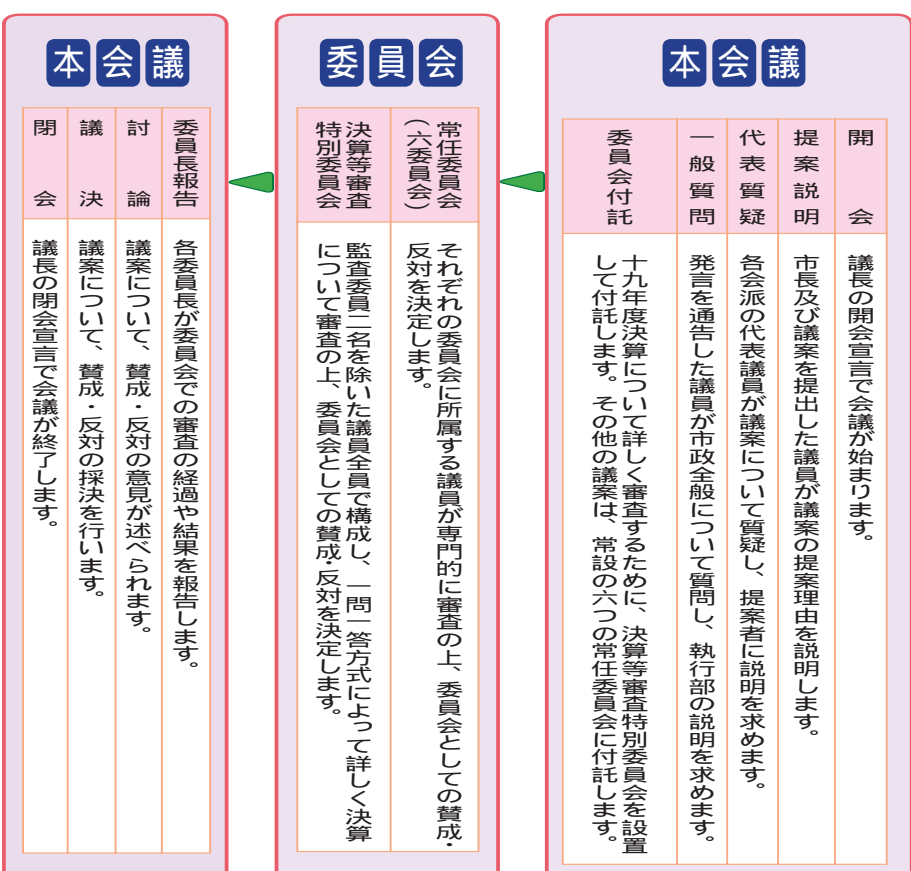 本会議
開会
議長の開会宣言で会議が始まります。
提案説明
市長及び議案を提出した議員が議案の提案理由を説明します。
代表質疑
各会派の代表議員が議案について質疑し、提案者に説明を求めます。
一般質問
発言を通告した議員が市政全般について質問し、執行部の説明を求めます。
委員会付託
十九年度決算について詳しく審査するために、決算等審査特別委員会を設置
して付託します。その他の議案は、常設の六つの常任委員会に付託します。
委員会
常任委員会
(六委員会)
それぞれの委員会に所属する議員が専門的に審査の上、委員会としての賛成・
反対を決定します。
決算等審査
特別委員会
監査委員二名を除いた議員全員で構成し、一問一答方式によって詳しく決算
について審査の上、委員会としての賛成・反対を決定します。
本会議
委員長報告
各委員長が委員会での審査の経過や結果を報告します。
討論
議案について、賛成・反対の意見が述べられます。
議決
議案について、賛成・反対の採決を行います。
閉会
議長の閉会宣言で会議が終了します。